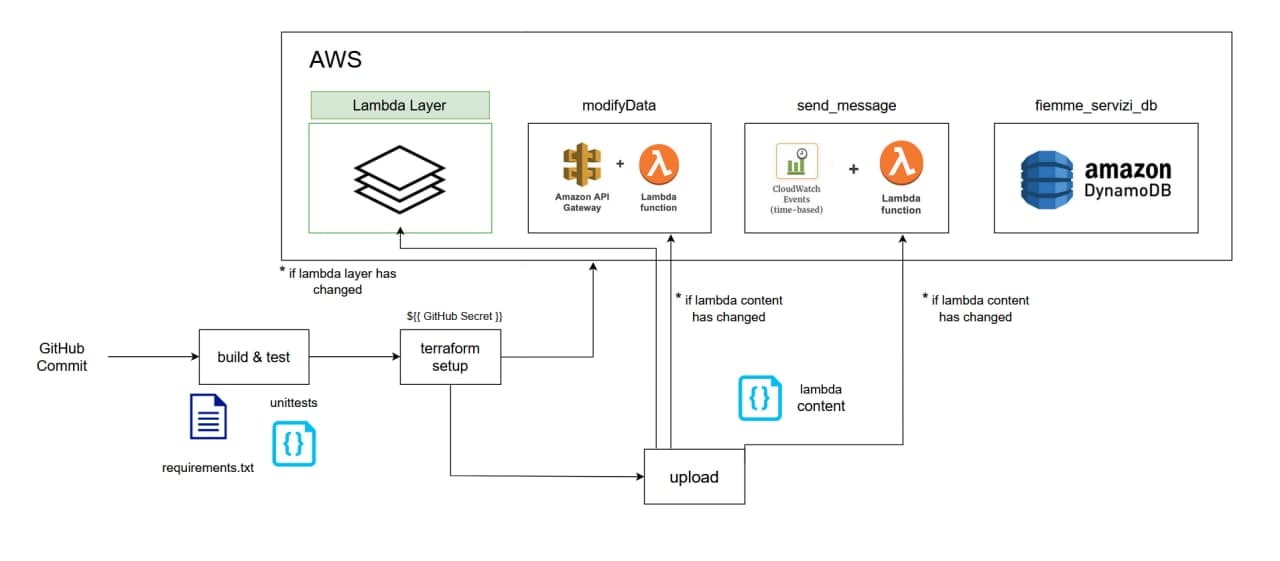 AWS
Lambda Layer
modifyData
send_message
fiemme_servizi_db
Amazon API
Gateway
+
Lambda
function
CloudWatch
Events
(time-based)
+
Lambda
function
amazon
DynamoDB
* if lambda layer has
changed
* if lambda content
has changed
* if lambda content
has changed
${{ GitHub Secret }}
GitHub
Commit
build & test
terraform
setup
unittests
requirements.txt
{}
{}
lambda
content
upload